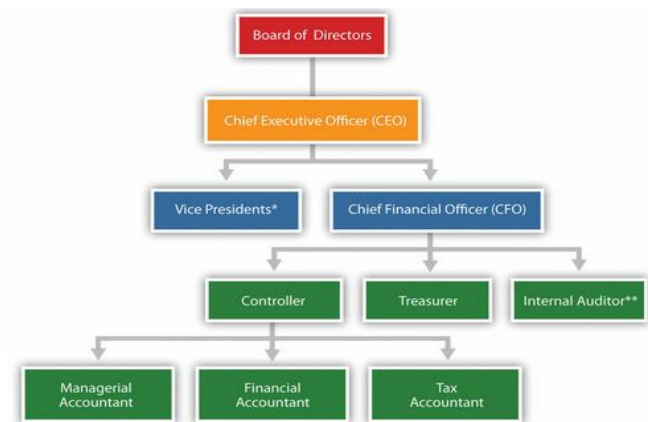 Board of Directors
Chief Executive Officer (CEO)
Vice Presidents*
Chief Financial Officer (CFO)
Controller
Treasurer
Internal Auditor**
Managerial
Accountant
Financial
Accountant
Tax
Accountant